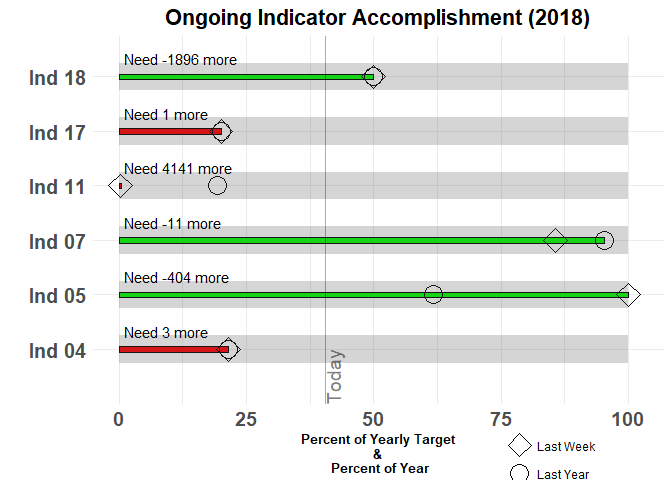 Ongoing Indicator Accomplishment (2018)
Need -1896 more
Ind 18
Need 1 more
Ind 17
Need 4141 more
Ind 11
Need -11 more
Ind 07
Need -404 more
Ind 05
Need 3 more
Ind 04
Today
0 25 50 75 100
Percent of Yearly Target
&
Percent of Year
Last Week
Last Year